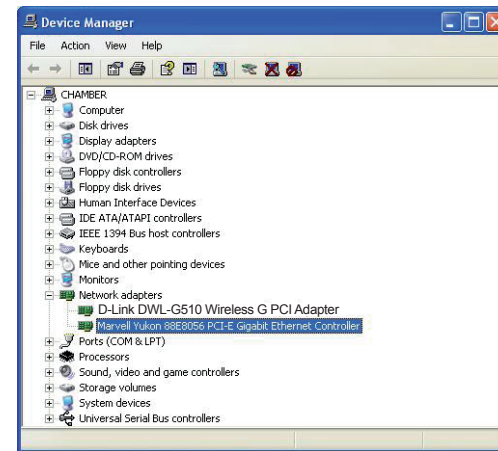 Device Manager
File Action View Help
CHAMBER
Computer
Disk drives
Display adapters
DVD/CD-ROM drives
Floppy disk controllers
Floppy disk drives
Human Interface Devices
IDE ATA/ATAPI controllers
IEEE 1394 Bus host controllers
Keyboards
Mice and other pointing devices
Monitors
Network adapters
D-Link DWL-G510 Wireless G PCI Adapter
Marvell Yukon 88E8056 PCI-E Gigabit Ethernet Controller
Ports (COM & LPT)
Processors
Sound, video and game controllers
Storage volumes
System devices
Universal Serial Bus controllers